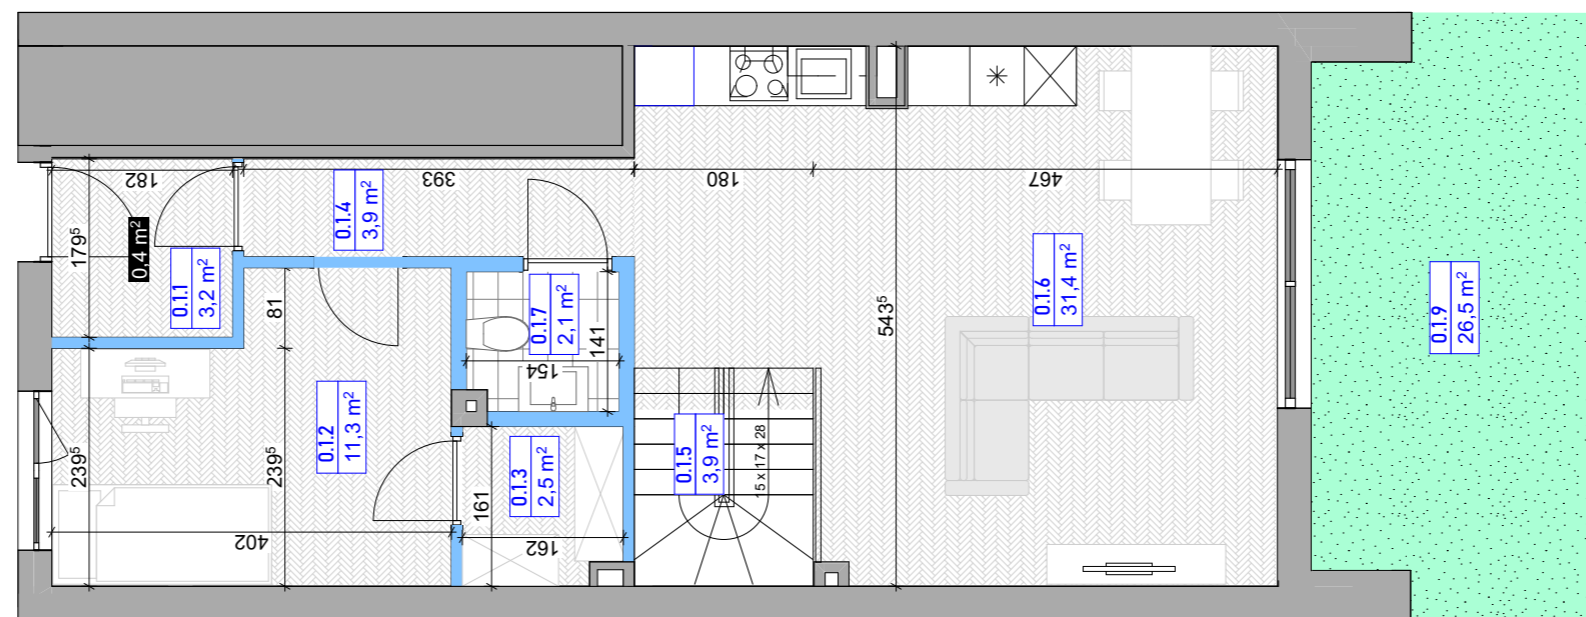 182
393
180
467
179⁵
0,4 m²
0.1.1
3,2 m²
0.1.4
3,9 m²
81
0.1.7
2,1 m²
141
154
543⁵
0.1.6
31,4 m²
0.1.9
26,5 m²
239⁵
239⁵
0.1.2
11,3 m²
402
161
0.1.3
2,5 m²
162
0.1.5
3,9 m²
15 x 17 x 28